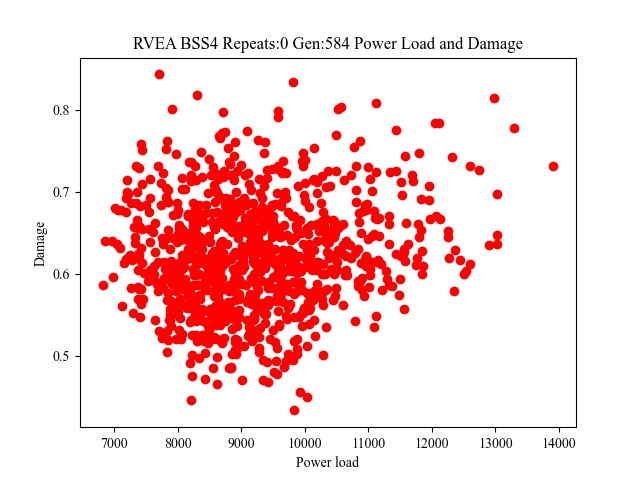 RVEA BSS4 Repeats:0 Gen:584 Power Load and Damage
0.8
0.7
0.6
0.5
Damage
7000 8000 9000 10000 11000 12000 13000 14000
Power load